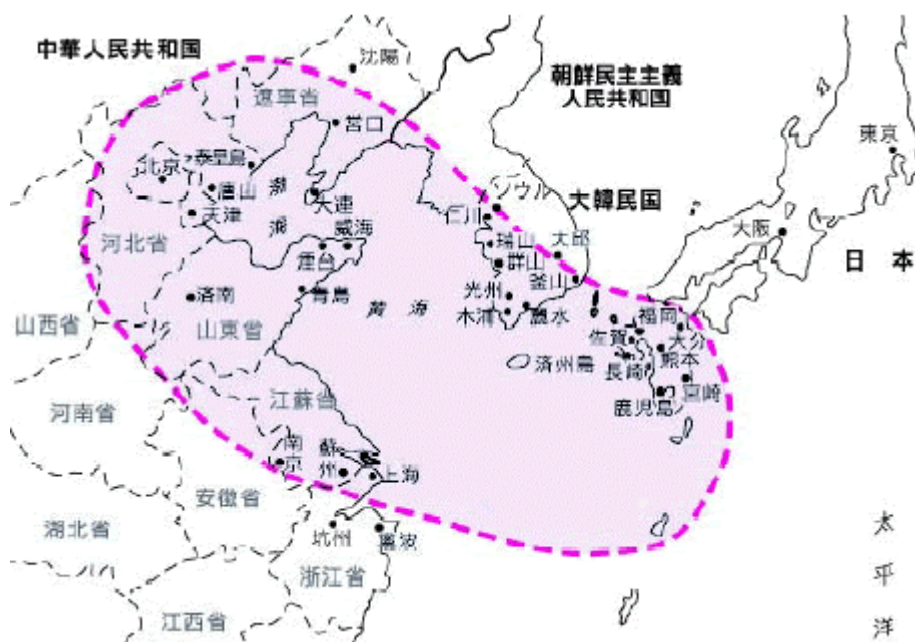 中華人民共和国
沈陽
遼寧省
営口
朝鮮民主主義
人民共和国
東京
北京
秦皇島
唐山
渤
海
大連
天津
威海
煙台
河北省
ソウル
仁川
大韓民国
瑞山
大邱
群山
釜山
大阪
日本
済南
青島
山東省
黄海
光州
木浦
麗水
福岡
佐賀
大分
山西省
済州島
長崎
熊本
宮崎
鹿児島
河南省
江蘇省
南
京
蘇
州
上海
安徽省
湖北省
杭州
寧波
浙江省
江西省
太
平
洋